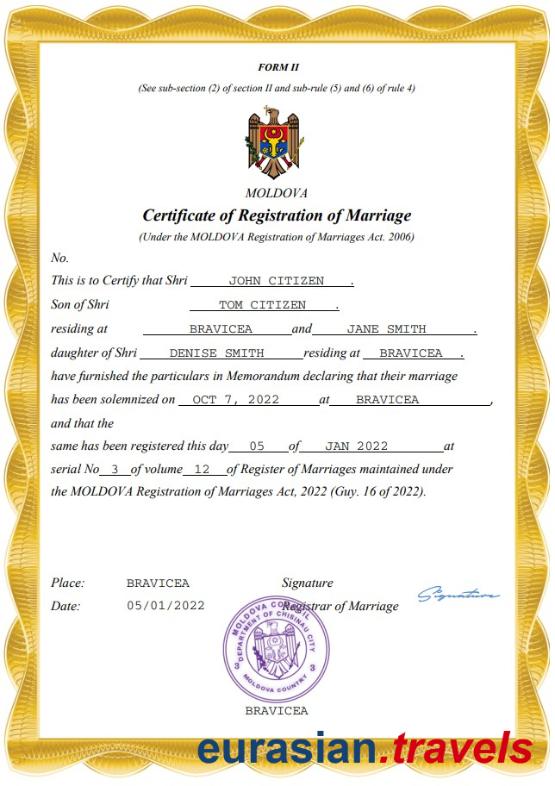 FORM II
(See sub-section (2) of section II and sub-rule (5) and (6) of rule 4)
MOLDOVA
Certificate of Registration of Marriage
(Under the MOLDOVA Registration of Marriages Act. 2006)
No.
This is to Certify that Shri JOHN CITIZEN .
Son of Shri TOM CITIZEN .
residing at BRAVICEA and JANE SMITH .
daughter of Shri DENISE SMITH residing at BRAVICEA .
have furnished the particulars in Memorandum declaring that their marriage
has been solemnized on OCT 7, 2022 at BRAVICEA ,
and that the
same has been registered this day 05 of JAN 2022 at
serial No 3 of volume 12 of Register of Marriages maintained under
the MOLDOVA Registration of Marriages Act, 2022 (Guy. 16 of 2022).
Place: BRAVICEA Signature
Date: 05/01/2022 Registrar of Marriage Signature
MOLDOVA COUNCIL
DEPARTMENT OF CHISINAU CITY
3 3
MOLDOVA COUNTRY
BRAVICEA
eurasian.travels